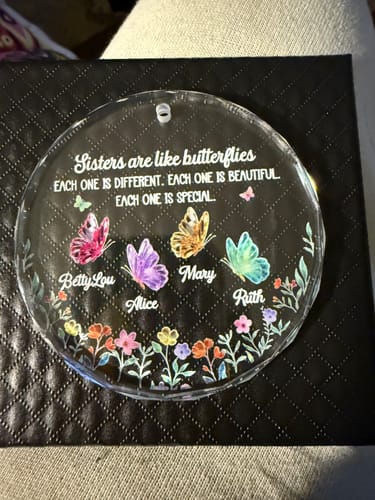 Sisters are like butterflies
EACH ONE IS DIFFERENT. EACH ONE IS BEAUTIFUL.
EACH ONE IS SPECIAL.
BettyLou
Alice
Mary
Ruth